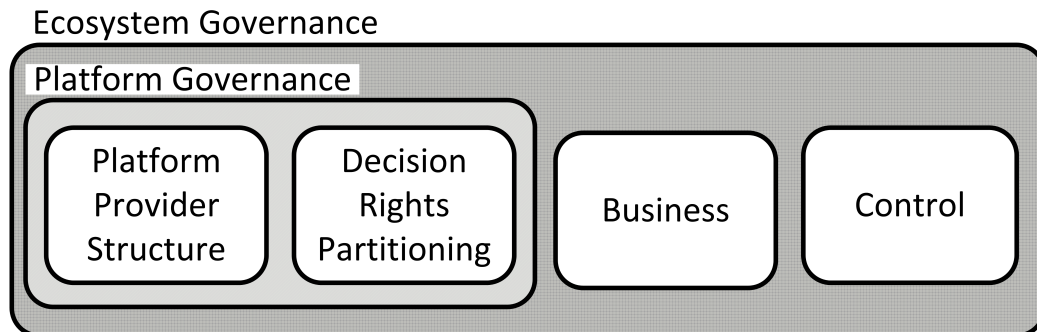 Ecosystem Governance
Platform Governance
Platform
Provider
Structure
Decision
Rights
Partitioning
Business
Control